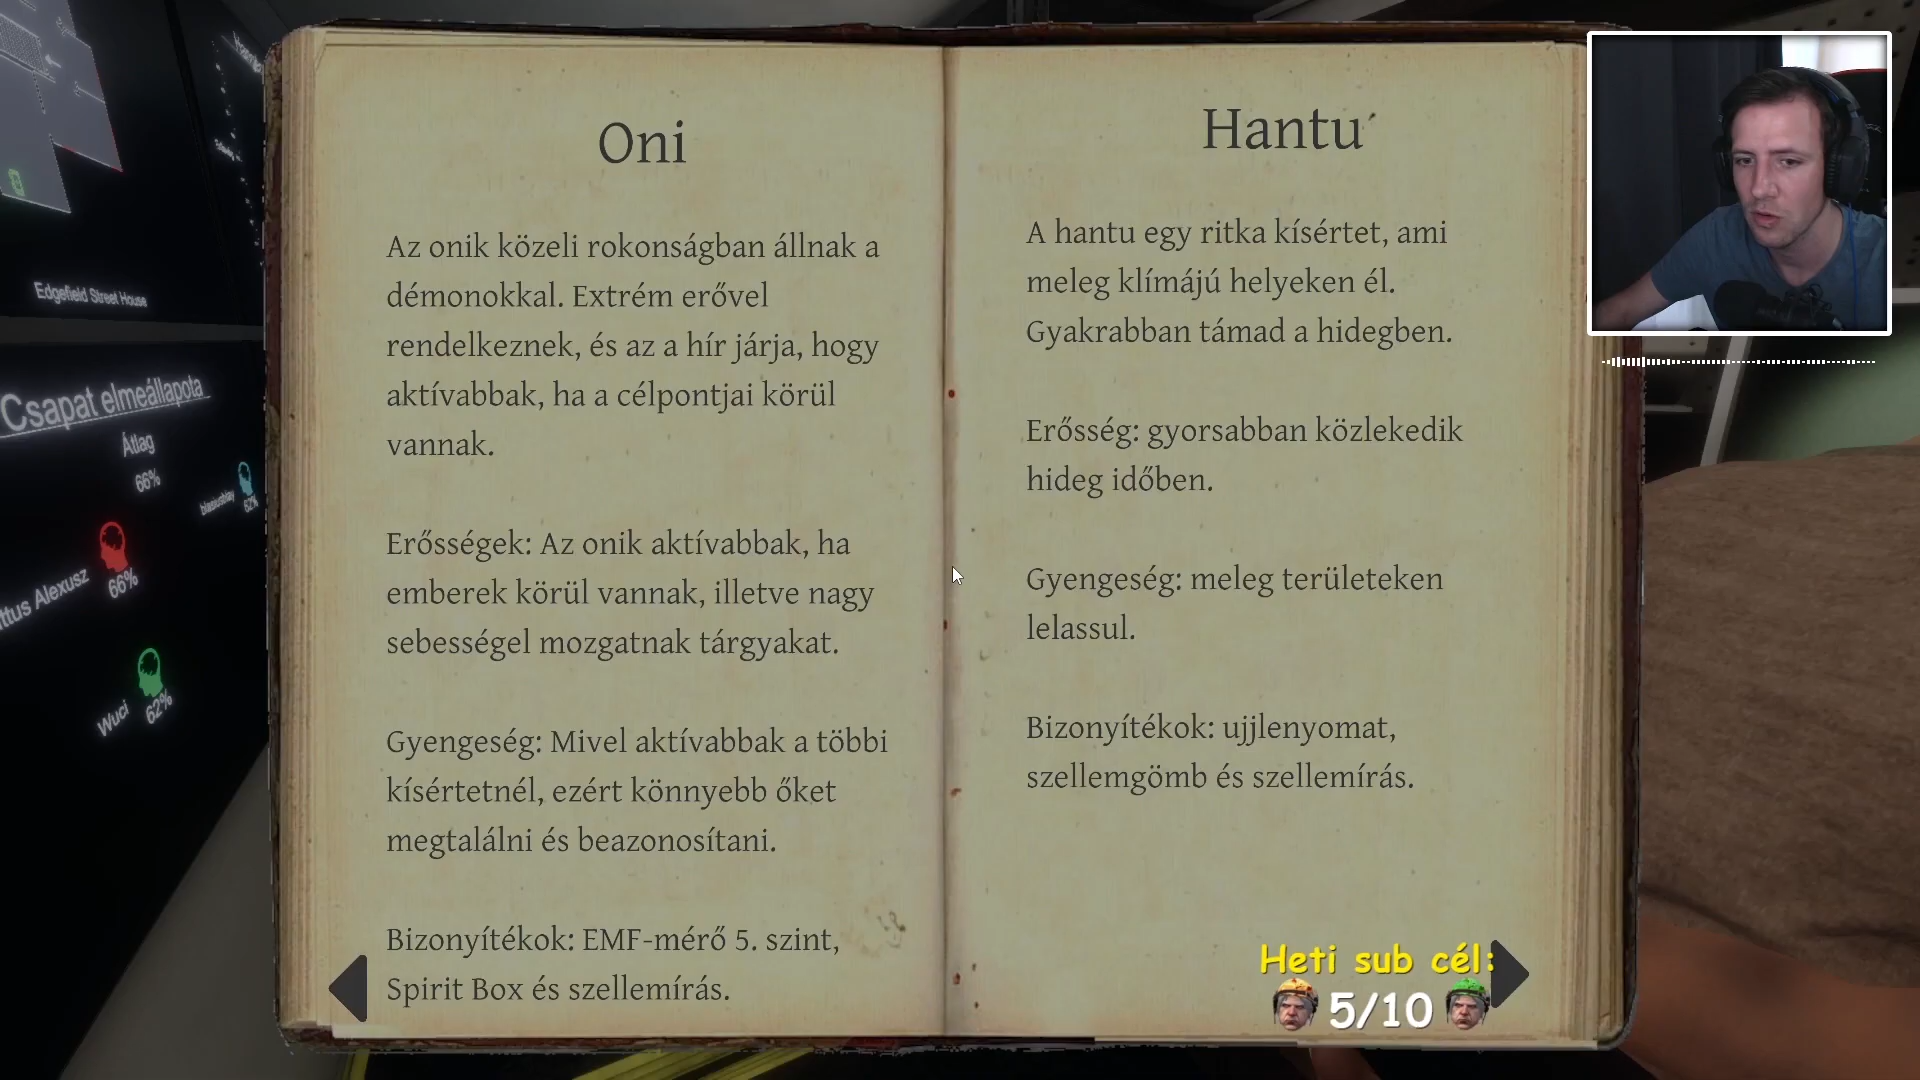 Oni
Az onik közeli rokonságban állnak a
démonokkal. Extrém erővel
rendelkeznek, és az a hír járja, hogy
aktívabbak, ha a célpontjai körül
vannak.
Erősségek: Az onik aktívabbak, ha
emberek körül vannak, illetve nagy
sebességel mozgatnak tárgyakat.
Gyengeség: Mivel aktívabbak a többi
kísértetnél, ezért könnyebb őket
megtalálni és beazonosítani.
Bizonyítékok: EMF-mérő 5. szint,
Spirit Box és szellemírás.
Hantu
A hantu egy ritka kísértet, ami
meleg klímájú helyeken él.
Gyakrabban támad a hidegben.
Erősség: gyorsabban közlekedik
hideg időben.
Gyengeség: meleg területeken
lelassul.
Bizonyítékok: ujjlenyomat,
szellemgömb és szellemírás.
Heti sub cél:
5/10
Edgefield Street House
Csapat elmeállapota
Átlag
66%
62%
Alexusz
66%
Wuci
62%